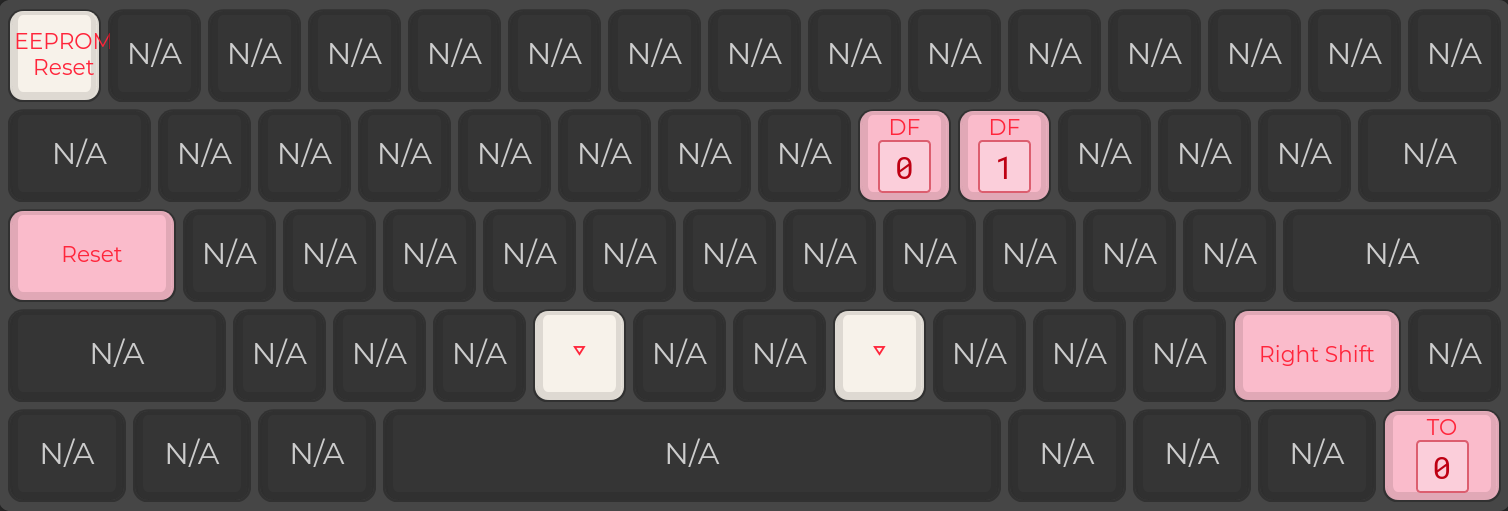 EEPROM
Reset
N/A N/A N/A N/A N/A N/A N/A N/A N/A N/A N/A N/A N/A N/A
N/A N/A N/A N/A N/A N/A N/A N/A
DF
0
DF
1
N/A N/A N/A N/A
Reset N/A N/A N/A N/A N/A N/A N/A N/A N/A N/A N/A N/A
N/A N/A N/A N/A ▿ N/A N/A ▿ N/A N/A N/A Right Shift N/A
N/A N/A N/A N/A N/A N/A N/A
TO
0